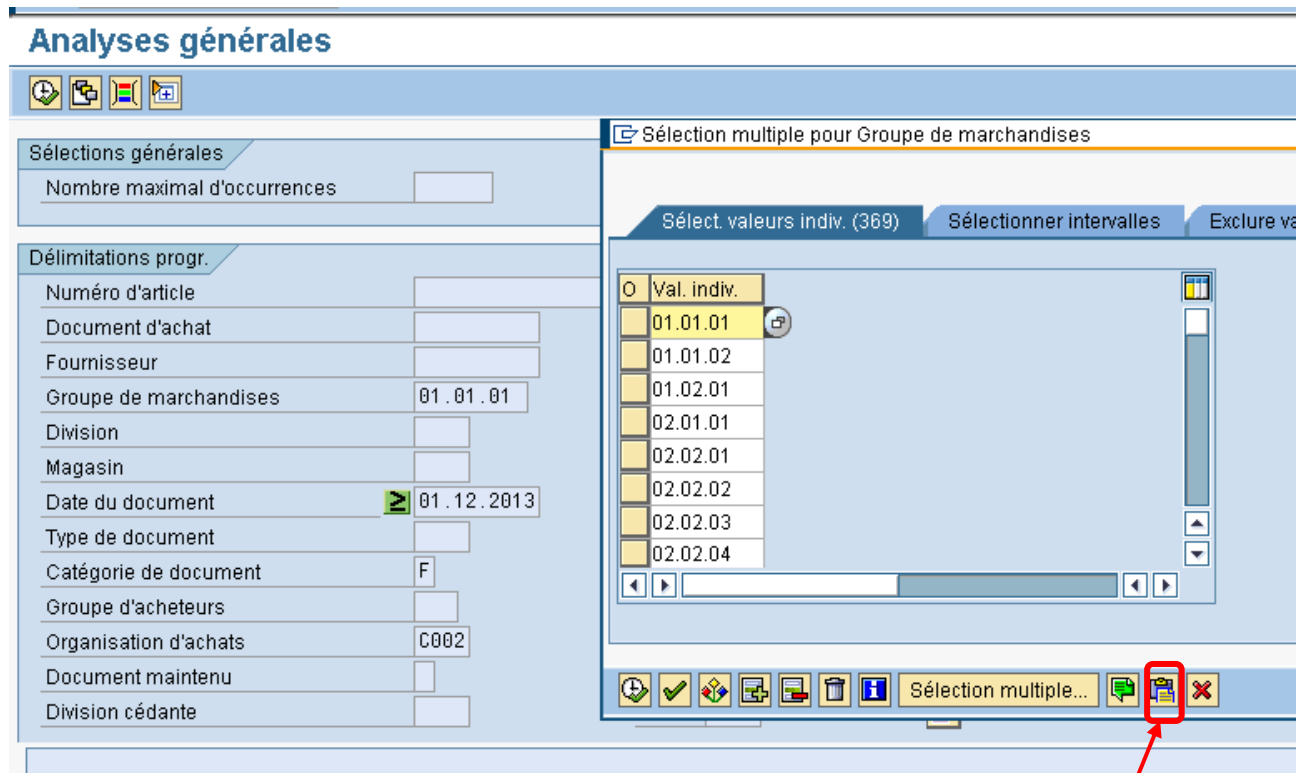 Analyses générales
Sélections générales
Nombre maximal d'occurrences
Délimitations progr.
Numéro d'article
Document d'achat
Fournisseur
Groupe de marchandises 01.01.01
Division
Magasin
Date du document ≥ 01.12.2013
Type de document
Catégorie de document F
Groupe d'acheteurs
Organisation d'achats C002
Document maintenu
Division cédante
Sélection multiple pour Groupe de marchandises
Sélect. valeurs indiv. (369) Sélectionner intervalles Exclure va
O Val. indiv.
01.01.01
01.01.02
01.02.01
02.01.01
02.02.01
02.02.02
02.02.03
02.02.04
Sélection multiple...